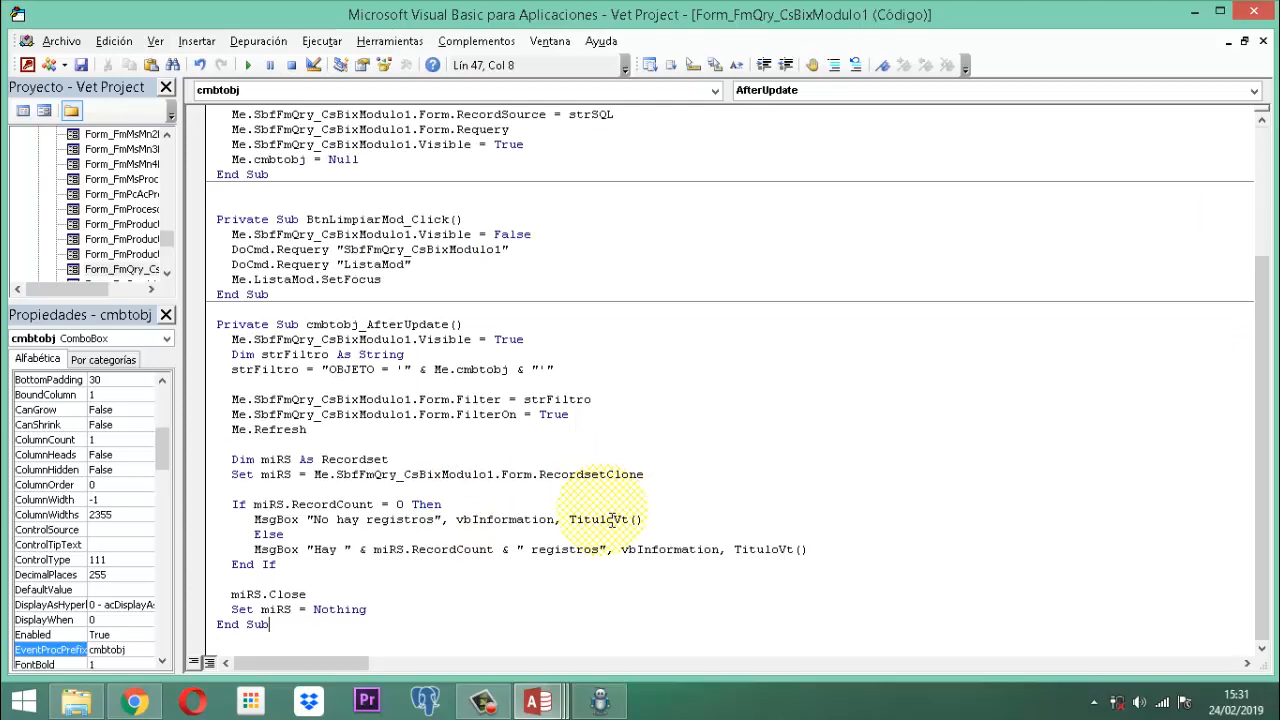 Microsoft Visual Basic para Aplicaciones - Vet Project - [Form_FmQry_CsBixModulo1 (Código)]
Archivo Edición Ver Insertar Formato Depuración Ejecutar Herramientas Complementos Ventana Ayuda
Lín 47, Col 8
Proyecto - Vet Project
cmbtobj AfterUpdate
Form_FmMsMn2
Form_FmMsMn3
Form_FmMsMn4
Form_FmMsProc
Form_FmPcAcPre
Form_FmProceso
Form_FmProduct
Form_FmProduct
Form_FmProduct
Form_FmQry_Cs
Propiedades - cmbtobj
cmbtobj ComboBox
Alfabética Por categorías
BottomPadding 30
BoundColumn 1
CanGrow False
CanShrink False
ColumnCount 1
ColumnHeads False
ColumnHidden False
ColumnOrder 0
ColumnWidth -1
ColumnWidths 2355
ControlSource
ControlTipText
ControlType 111
DecimalPlaces 255
DefaultValue
DisplayAsHyperl 0 - acDisplayAs
DisplayWhen 0
Enabled True
EventProcPrefix cmbtobj
FontBold 1
Me.SbfFmQry_CsBixModulo1.Form.RecordSource = strSQL
Me.SbfFmQry_CsBixModulo1.Form.Requery
Me.SbfFmQry_CsBixModulo1.Visible = True
Me.cmbtobj = Null
End Sub
Private Sub BtnLimpiarMod_Click()
Me.SbfFmQry_CsBixModulo1.Visible = False
DoCmd.Requery "SbfFmQry_CsBixModulo1"
DoCmd.Requery "ListaMod"
Me.ListaMod.SetFocus
End Sub
Private Sub cmbtobj_AfterUpdate()
Me.SbfFmQry_CsBixModulo1.Visible = True
Dim strFiltro As String
strFiltro = "OBJETO = '" & Me.cmbtobj & "'"
Me.SbfFmQry_CsBixModulo1.Form.Filter = strFiltro
Me.SbfFmQry_CsBixModulo1.Form.FilterOn = True
Me.Refresh
Dim miRS As Recordset
Set miRS = Me.SbfFmQry_CsBixModulo1.Form.RecordsetClone
If miRS.RecordCount = 0 Then
MsgBox "No hay registros", vbInformation, TituloVt()
Else
MsgBox "Hay " & miRS.RecordCount & " registros", vbInformation, TituloVt()
End If
miRS.Close
Set miRS = Nothing
End Sub
Pr
15:31
24/02/2019